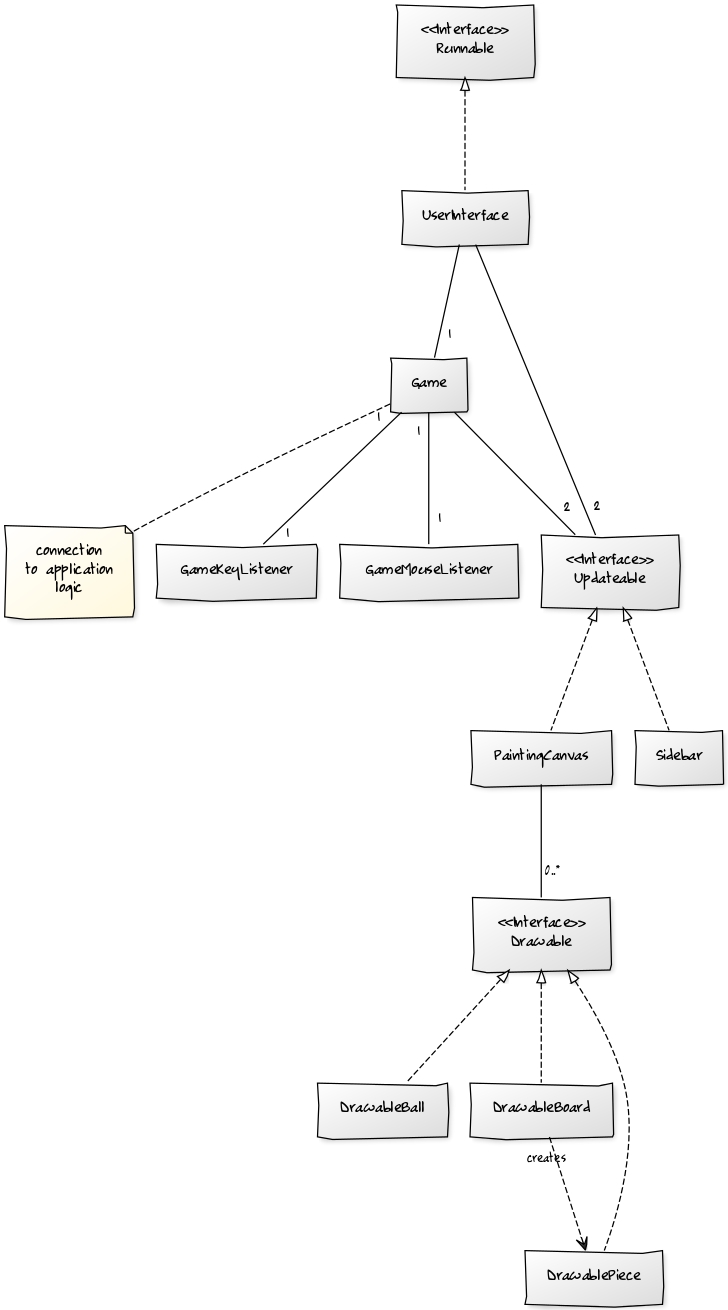 <<Interface>>
Runnable
UserInterface
1
Game
1
1
2
2
1
1
connection
to application
logic
GameKeyListener
GameMouseListener
<<Interface>>
Updateable
PaintingCanvas
Sidebar
0..*
<<Interface>>
Drawable
DrawableBall
DrawableBoard
creates
DrawablePiece